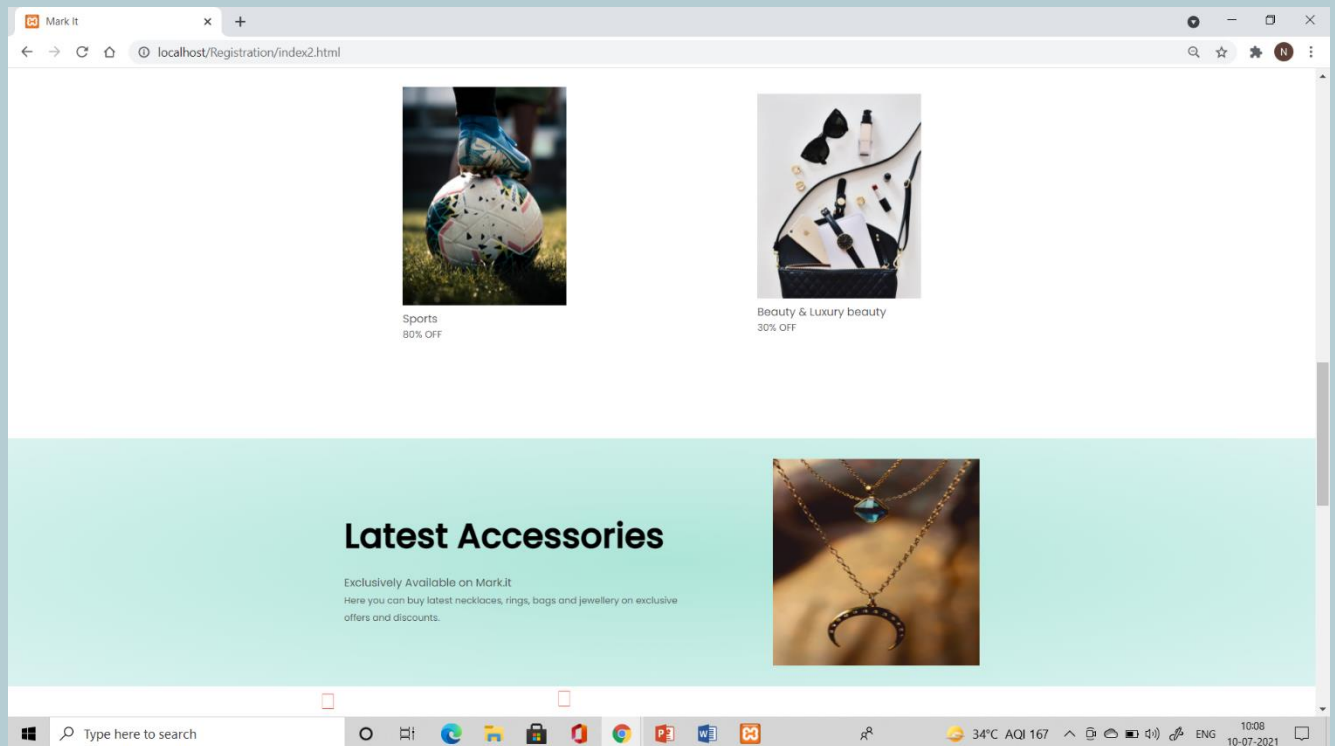 Mark It
localhost/Registration/index2.html
N
Sports
80% OFF
Beauty & Luxury beauty
30% OFF
Latest Accessories
Exclusively Available on Mark.it
Here you can buy latest necklaces, rings, bags and jewellery on exclusive
offers and discounts.
Type here to search
34°C AQI 167
ENG
10:08
10-07-2021